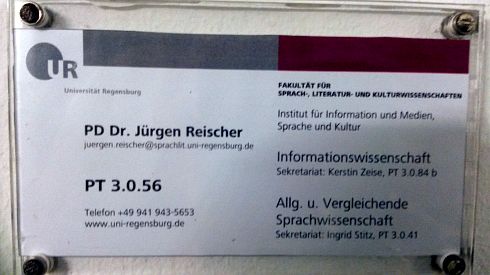 UR
Universität Regensburg
PD Dr. Jürgen Reischer
juergen.reischer@sprachlit.uni-regensburg.de
PT 3.0.56
Telefon +49 941 943-5653
www.uni-regensburg.de
FAKULTÄT FÜR
SPRACH-, LITERATUR- UND KULTURWISSENSCHAFTEN
Institut für Information und Medien,
Sprache und Kultur
Informationswissenschaft
Sekretariat: Kerstin Zeise, PT 3.0.84 b
Allg. u. Vergleichende
Sprachwissenschaft
Sekretariat: Ingrid Stitz, PT 3.0.41